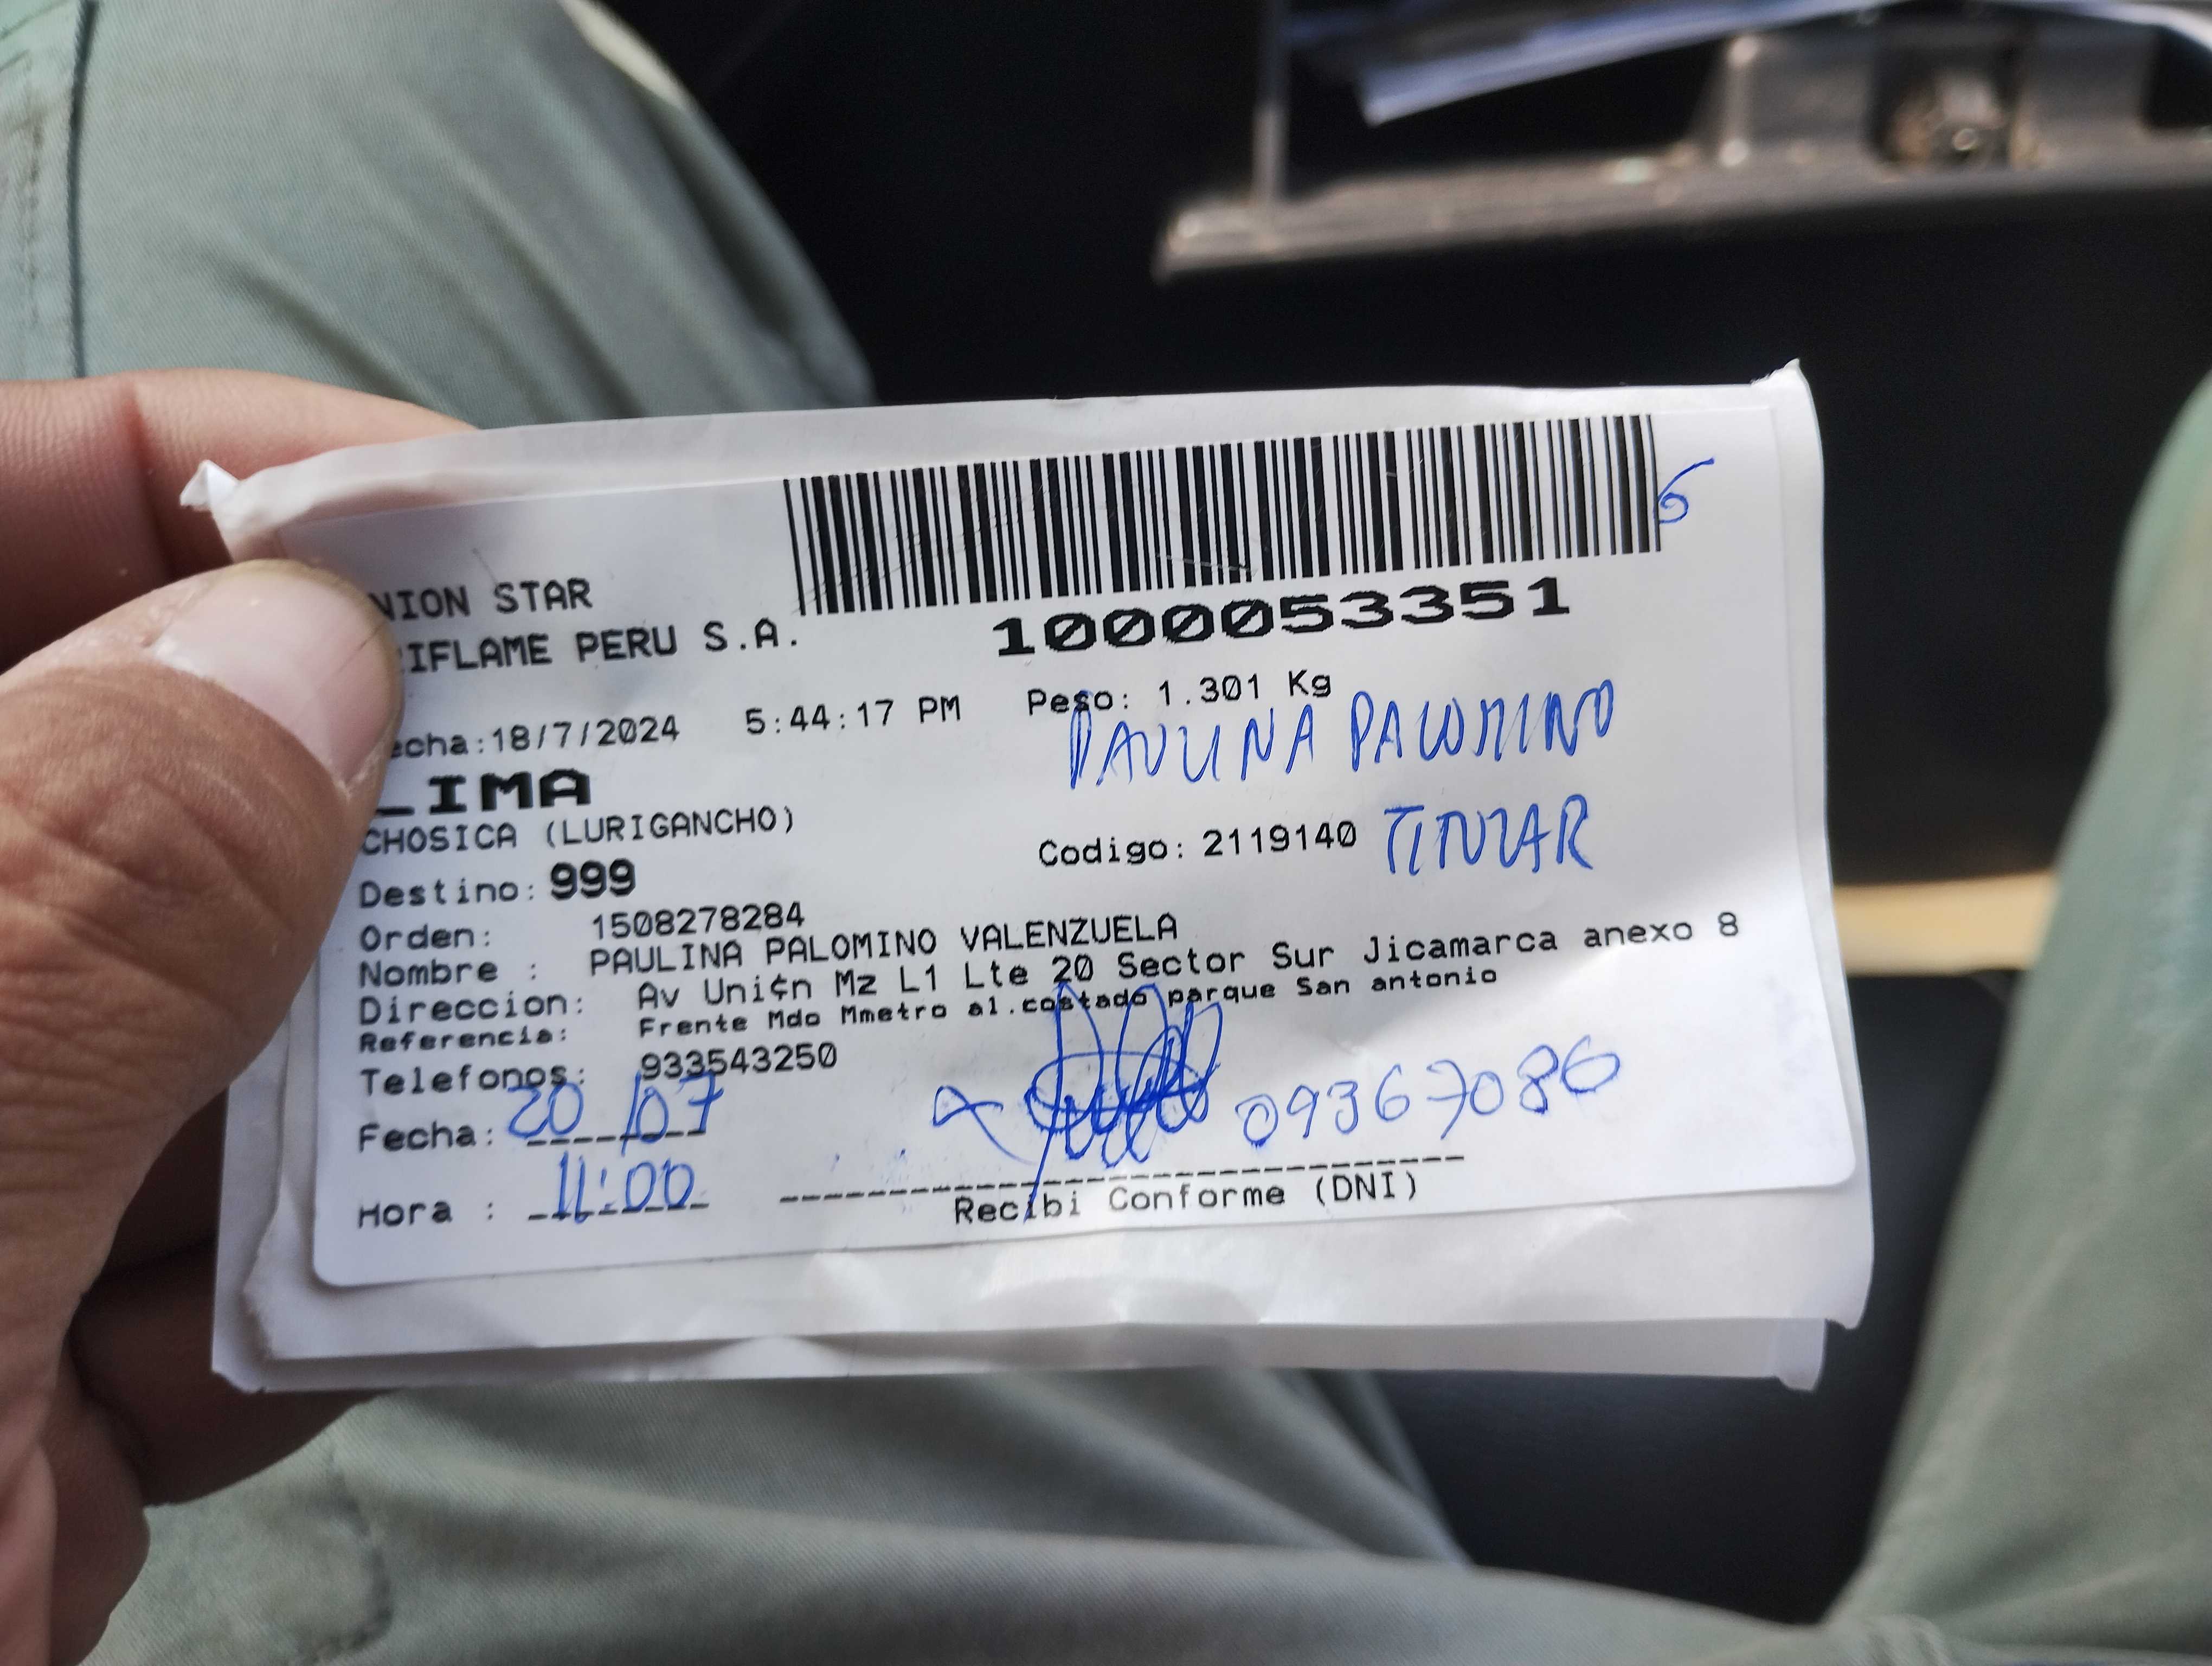 6
NION STAR
IFLAME PERU S.A.
1000053351
echa:18/7/2024 5:44:17 PM Peso: 1.301 Kg
PAULINA PALOMINO
LIMA
CHOSICA (LURIGANCHO)
Codigo: 2119140 TITULAR
Destino: 999
Orden: 1508278284
Nombre : PAULINA PALOMINO VALENZUELA
Direccion: Av Uni¢n Mz L1 Lte 20 Sector Sur Jicamarca anexo 8
Referencia: Frente Mdo Mmetro al.costado parque San antonio
Telefonos: 933543250
Fecha: 20/07 09367086
Hora : 11:00
Recibi Conforme (DNI)